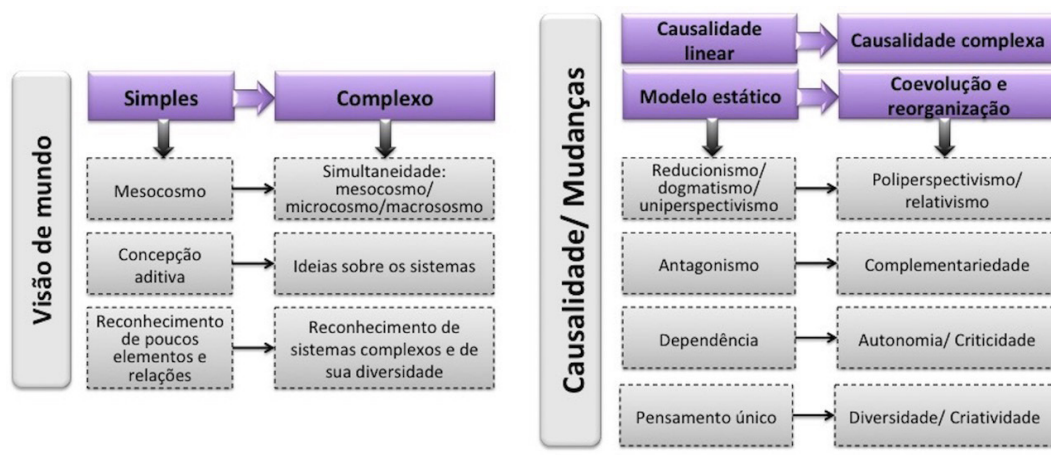 Visão de mundo
Simples
Complexo
Mesocosmo
Simultaneidade:
mesocosmo/
microcosmo/macrososmo
Concepção
aditiva
Ideias sobre os sistemas
Reconhecimento
de poucos
elementos e
relações
Reconhecimento de
sistemas complexos e de
sua diversidade
Causalidade/ Mudanças
Causalidade
linear
Causalidade complexa
Modelo estático
Coevolução e
reorganização
Reducionismo/
dogmatismo/
uniperspectivismo
Poliperspectivismo/
relativismo
Antagonismo
Complementariedade
Dependência
Autonomia/ Criticidade
Pensamento único
Diversidade/ Criatividade